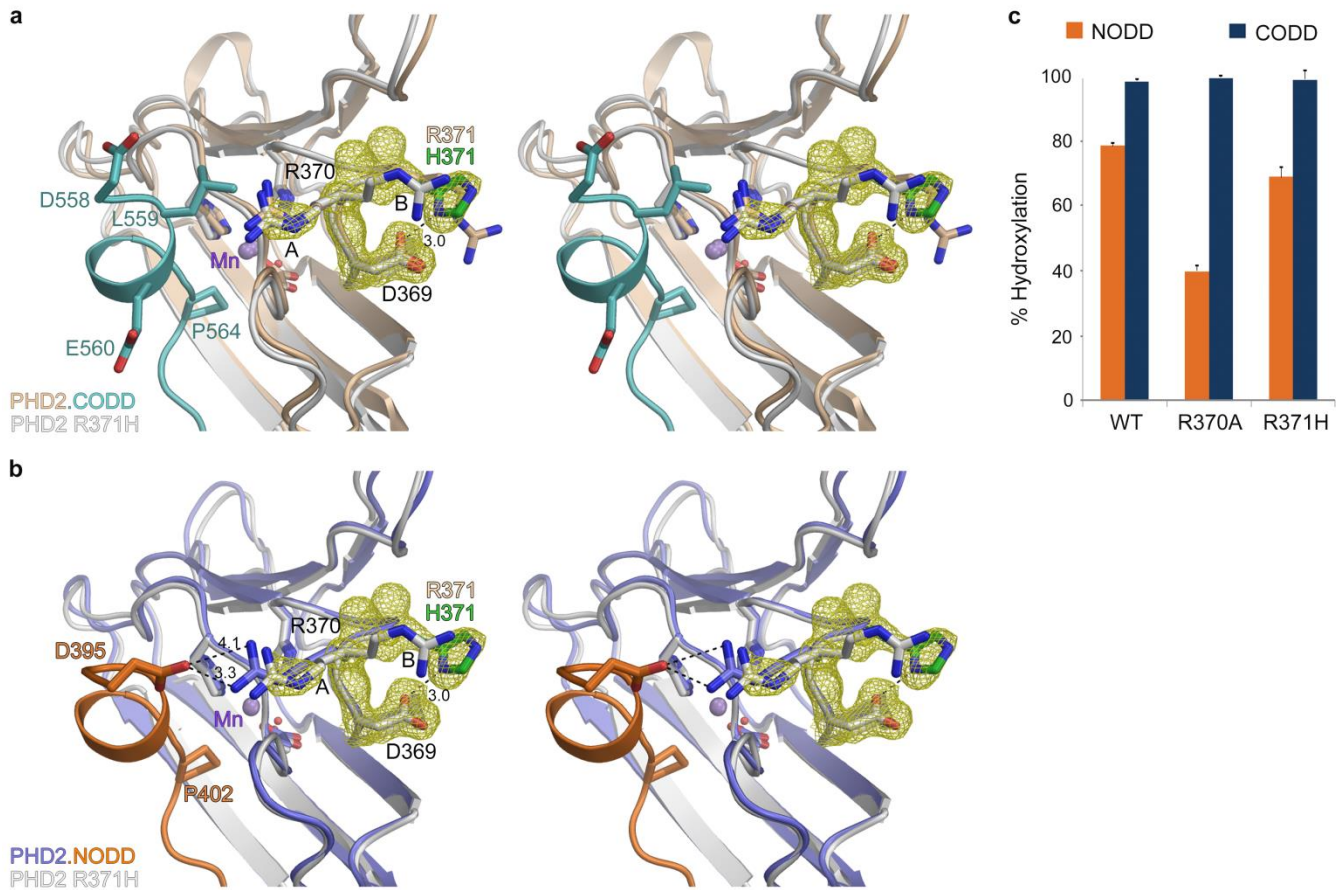 a
R371
H371
R370
B
D558
L559
A
3.0
Mn
D369
P564
E560
PHD2.CODD
PHD2 R371H
c
NODD CODD
100
80
60
40
20
0
% Hydroxylation
WT R370A R371H
b
R371
H371
R370
D395
4.1
3.3
B
A
3.0
Mn
D369
P402
PHD2.NODD
PHD2 R371H